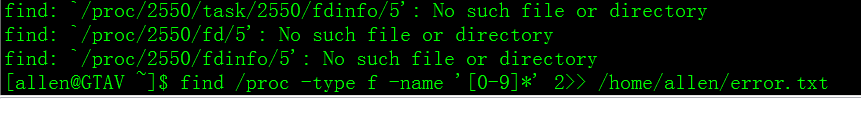 find: `/proc/2550/task/2550/fdinfo/5': No such file or directory
find: `/proc/2550/fd/5': No such file or directory
find: `/proc/2550/fdinfo/5': No such file or directory
[allen@GTAV ~]$ find /proc -type f -name '[0-9]*' 2>> /home/allen/error.txt